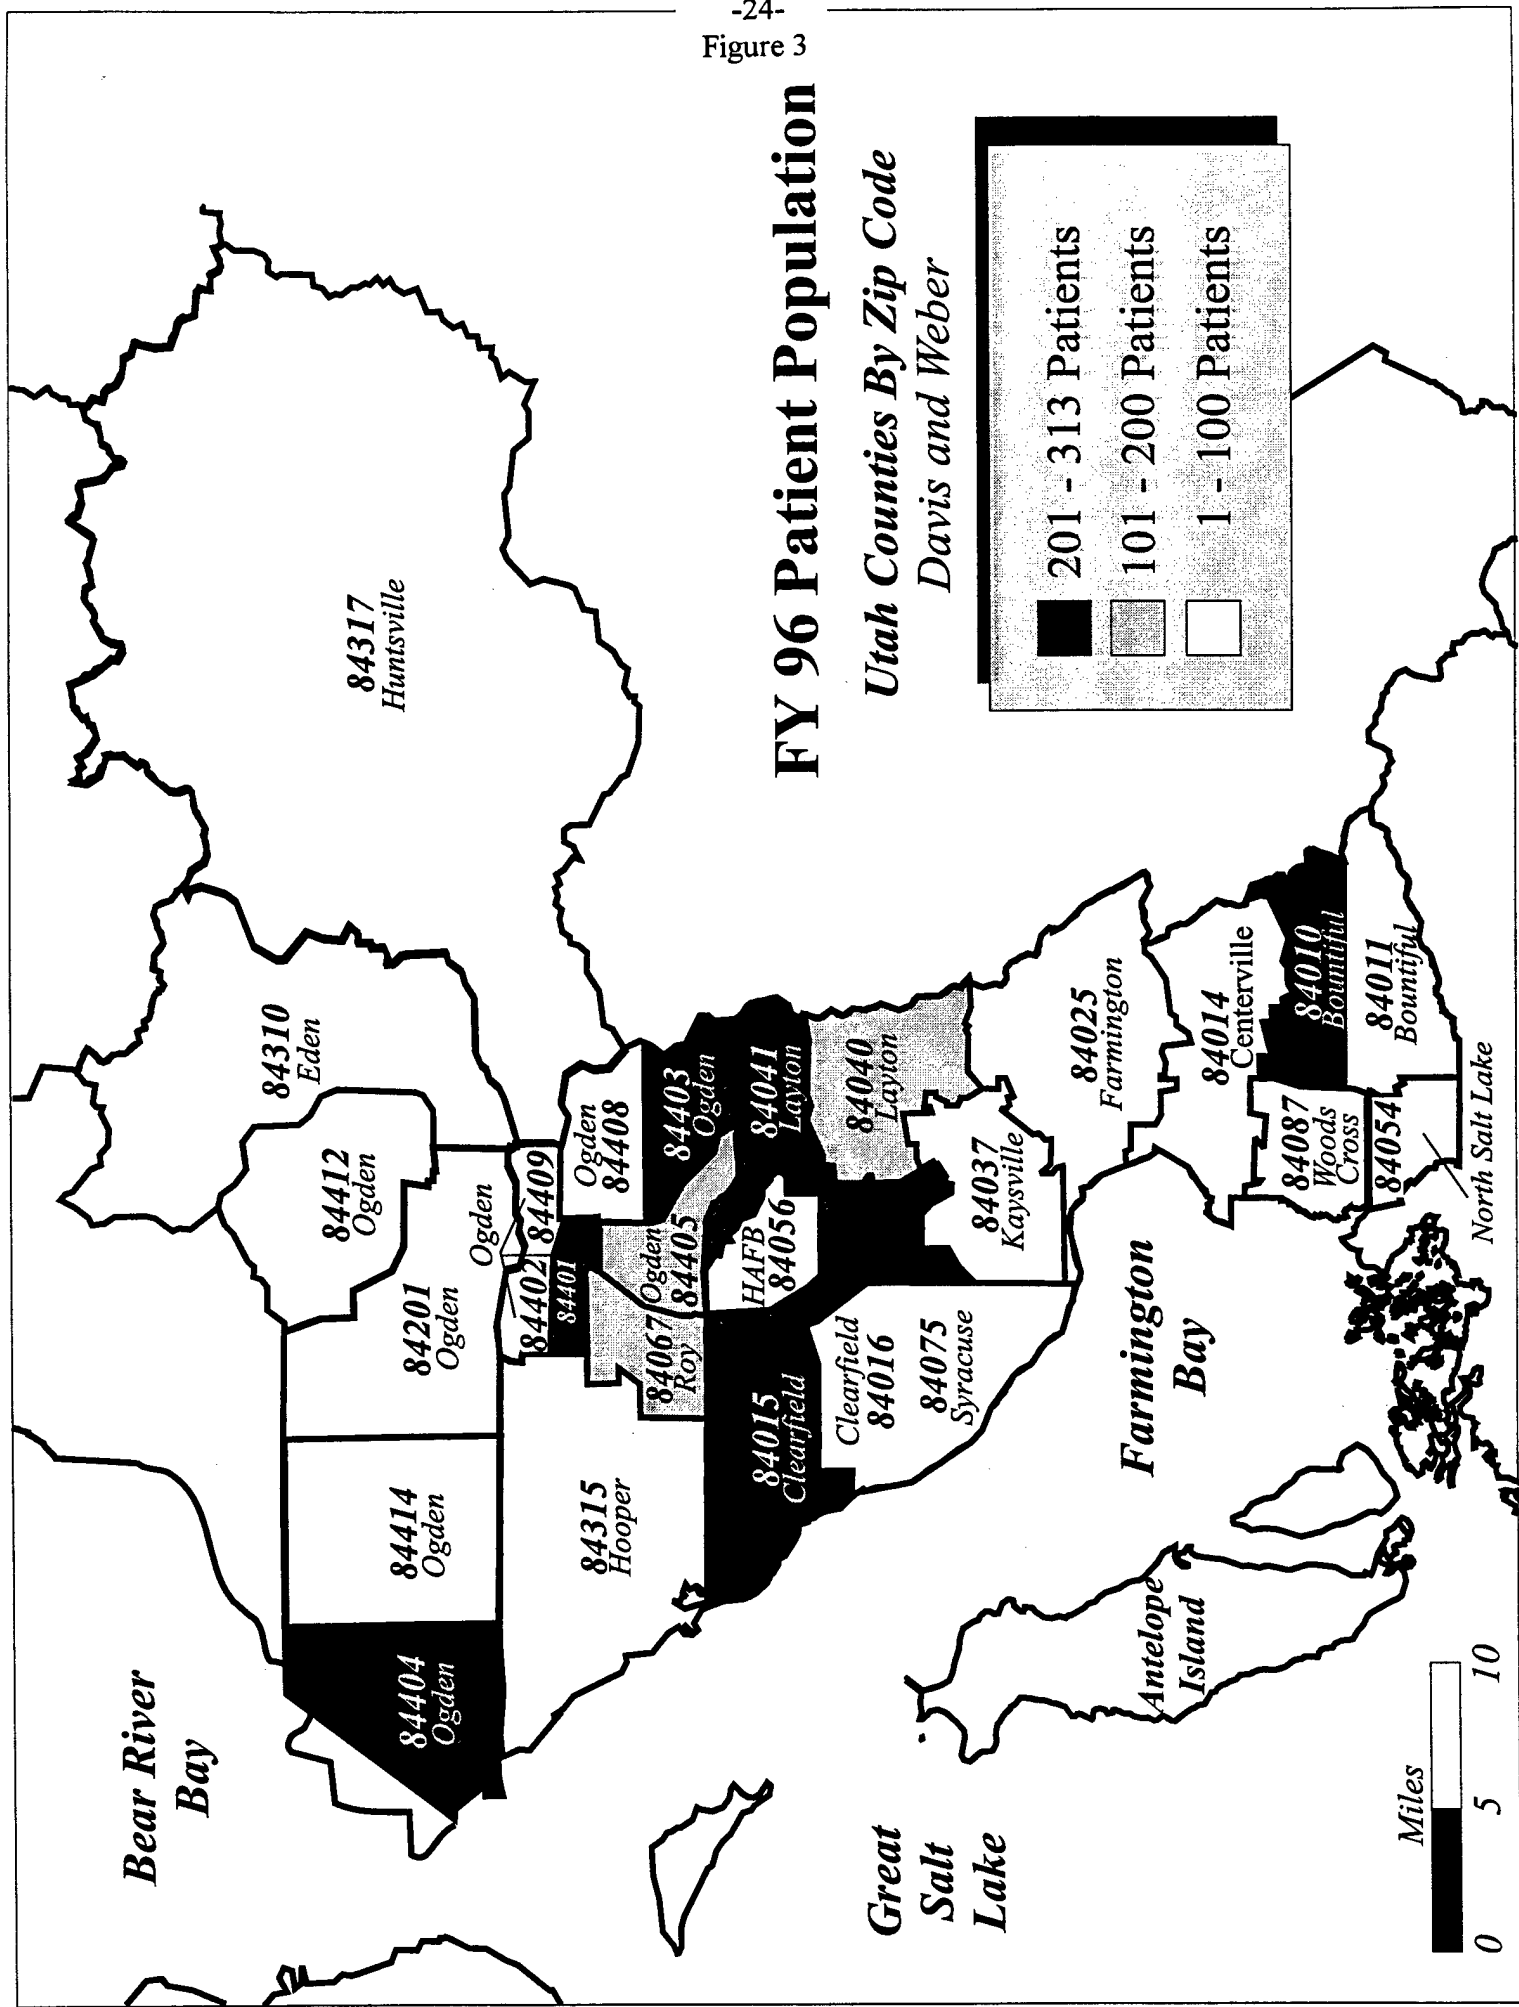 -24-
Figure 3
FY 96 Patient Population
Utah Counties By Zip Code
Davis and Weber
201 - 313 Patients
101 - 200 Patients
1 - 100 Patients
Bear River
Bay
84404
Ogden
84414
Ogden
84201
Ogden
84412
Ogden
84310
Eden
84317
Huntsville
84315
Hooper
Ogden
84402
84409
84401
Ogden
84408
84067
Roy
Ogden
84405
84403
Ogden
84015
Clearfield
HAFB
84056
84041
Layton
84040
Layton
Clearfield
84016
84075
Syracuse
84037
Kaysville
84025
Farmington
84014
Centerville
84010
Bountiful
84011
Bountiful
84087
Woods
Cross
84054
North Salt Lake
Farmington
Bay
Antelope
Island
Great
Salt
Lake
Miles
0 5 10